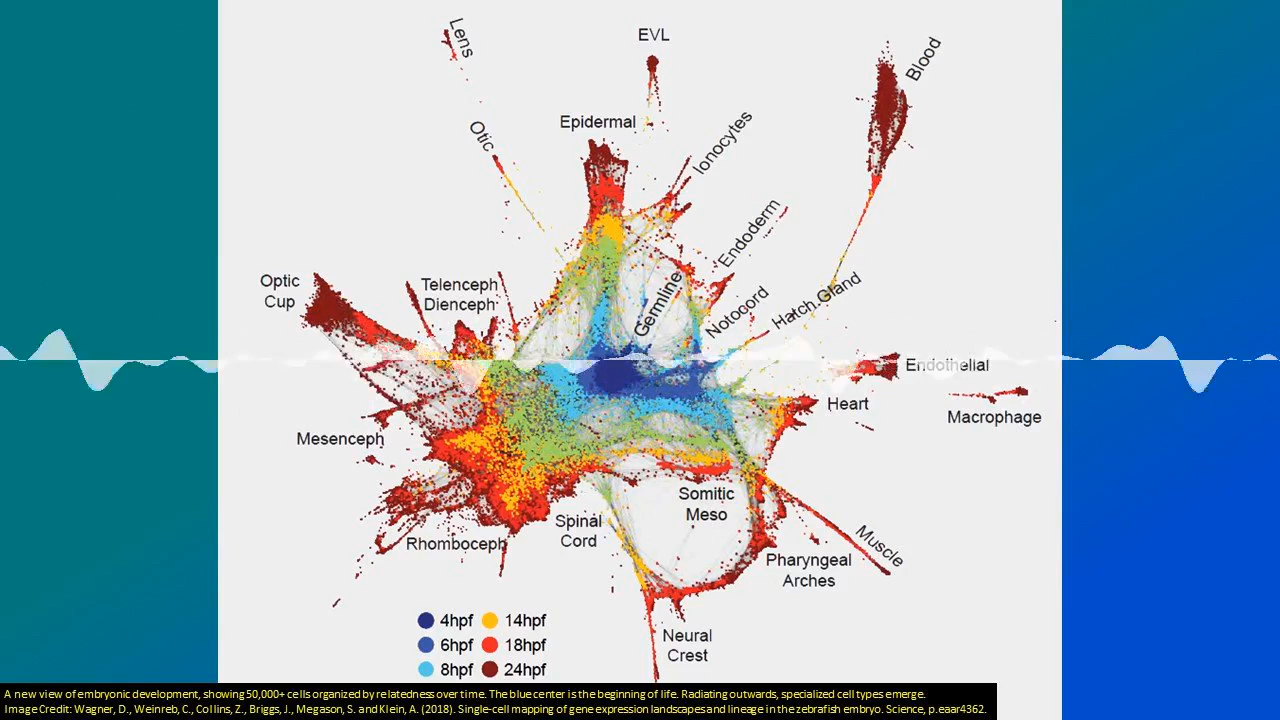 Lens
EVL
Blood
Epidermal
Otic
Ionocytes
Endoderm
Optic
Cup
Telenceph
Dienceph
Germline
Notocord
Hatch.Gland
Endothelial
Heart
Macrophage
Mesenceph
Somitic
Meso
Spinal
Cord
Rhomboceph
Muscle
Pharyngeal
Arches
Neural
Crest
4hpf 14hpf
6hpf 18hpf
8hpf 24hpf
A new view of embryonic development, showing 50,000+ cells organized by relatedness over time. The blue center is the beginning of life. Radiating outwards, specialized cell types emerge.
Image Credit: Wagner, D., Weinreb, C., Collins, Z., Briggs, J., Megason, S. and Klein, A. (2018). Single-cell mapping of gene expression landscapes and lineage in the zebrafish embryo. Science, p.eaar4362.